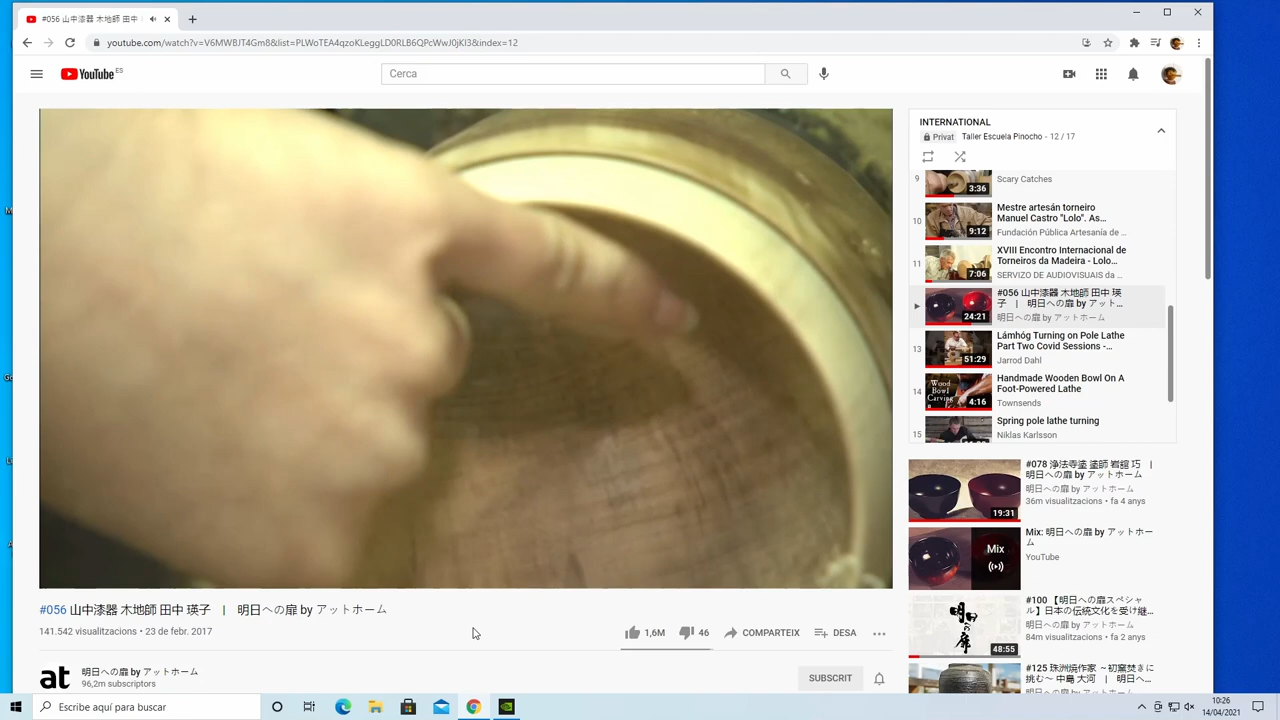 #056 山中漆器 木地師 田中
youtube.com/watch?v=V6MWBJT4Gm8&list=PLWoTEA4qzoKLeggLD0RLB6QPcWwJ0jKI3&index=12
YouTube ES
Cerca
INTERNATIONAL
Privat Taller Escuela Pinocho - 12 / 17
9
Scary Catches
3:36
10
Mestre artesán torneiro
Manuel Castro "Lolo". As...
Fundación Pública Artesanía de ...
9:12
11
XVIII Encontro Internacional de
Torneiros da Madeira - Lolo...
SERVIZO DE AUDIOVISUAIS da ...
7:06
#056 山中漆器 木地師 田中 瑛
子 | 明日への扉 by アット...
明日への扉 by アットホーム
24:21
13
Lámhóg Turning on Pole Lathe
Part Two Covid Sessions -...
Jarrod Dahl
51:29
14
Handmade Wooden Bowl On A
Foot-Powered Lathe
Townsends
Wood
Bowl
Carving
4:16
15
Spring pole lathe turning
Niklas Karlsson
#078 浄法寺塗 塗師 岩舘 巧 |
明日への扉 by アットホーム
明日への扉 by アットホーム
36m visualitzacions • fa 4 anys
19:31
Mix: 明日への扉 by アットホー
ム
YouTube
Mix
#100 【明日への扉スペシャ
ル】日本の伝統文化を受け継...
明日への扉 by アットホーム
84m visualitzacions • fa 2 anys
明日への扉
48:55
#125 珠洲焼作家 ～初窯焚きに
挑む～ 中島 大河 | 明日へ...
明日への扉 by アットホーム
#056 山中漆器 木地師 田中 瑛子 | 明日への扉 by アットホーム
141.542 visualitzacions • 23 de febr. 2017
1,6M 46 COMPARTEIX DESA
at
明日への扉 by アットホーム
96,2m subscriptors
SUBSCRIT
Escribe aquí para buscar
10:26
14/04/2021